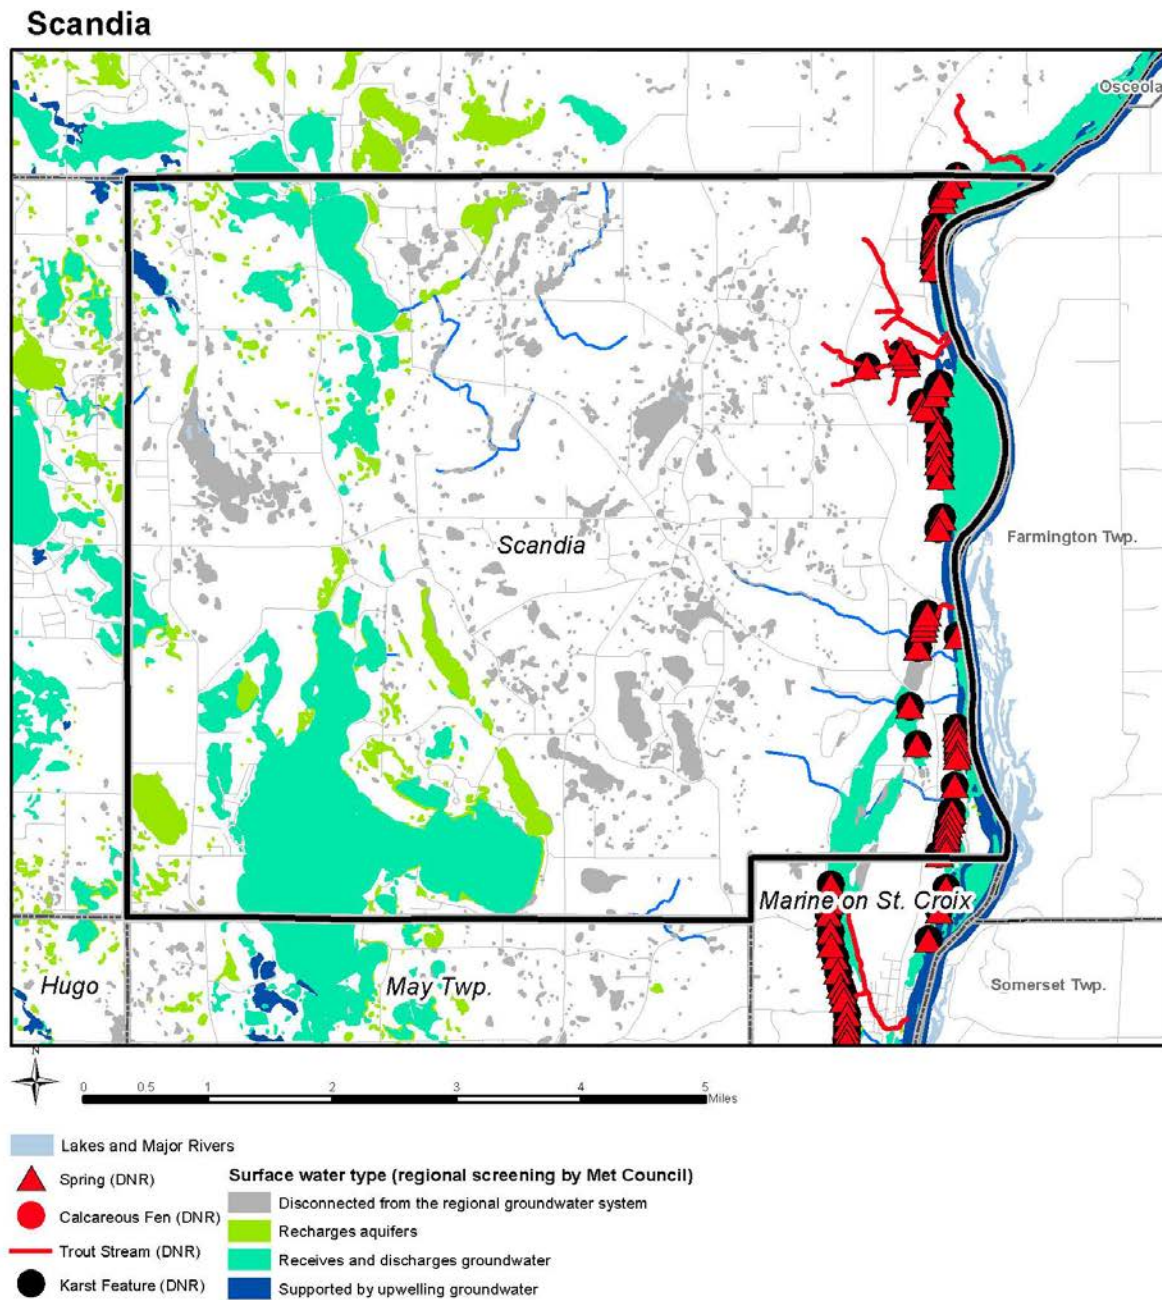 Scandia
Osceola
Scandia
Farmington Twp.
Marine on St. Croix
Hugo
May Twp.
Somerset Twp.
N
0 0.5 1 2 3 4 5
Miles
Lakes and Major Rivers
Spring (DNR)
Calcareous Fen (DNR)
Trout Stream (DNR)
Karst Feature (DNR)
Surface water type (regional screening by Met Council)
Disconnected from the regional groundwater system
Recharges aquifers
Receives and discharges groundwater
Supported by upwelling groundwater